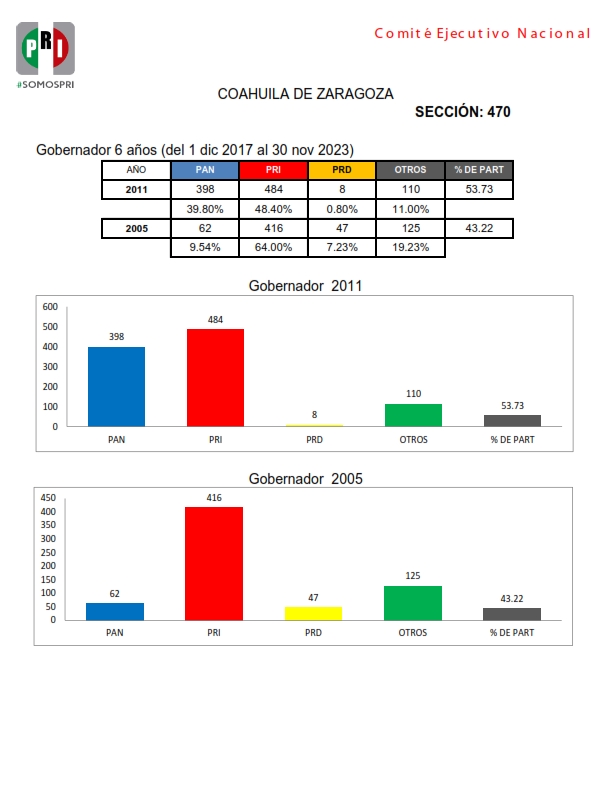 PRI
#SOMOSPRI
Comité Ejecutivo Nacional
COAHUILA DE ZARAGOZA
SECCIÓN: 470
Gobernador 6 años (del 1 dic 2017 al 30 nov 2023)
AÑO PAN PRI PRD OTROS % DE PART
2011 398 484 8 110 53.73
39.80% 48.40% 0.80% 11.00%
2005 62 416 47 125 43.22
9.54% 64.00% 7.23% 19.23%
Gobernador 2011
600
500
400
300
200
100
0
398
484
8
110
53.73
PAN PRI PRD OTROS % DE PART
Gobernador 2005
450
400
350
300
250
200
150
100
50
0
62
416
47
125
43.22
PAN PRI PRD OTROS % DE PART